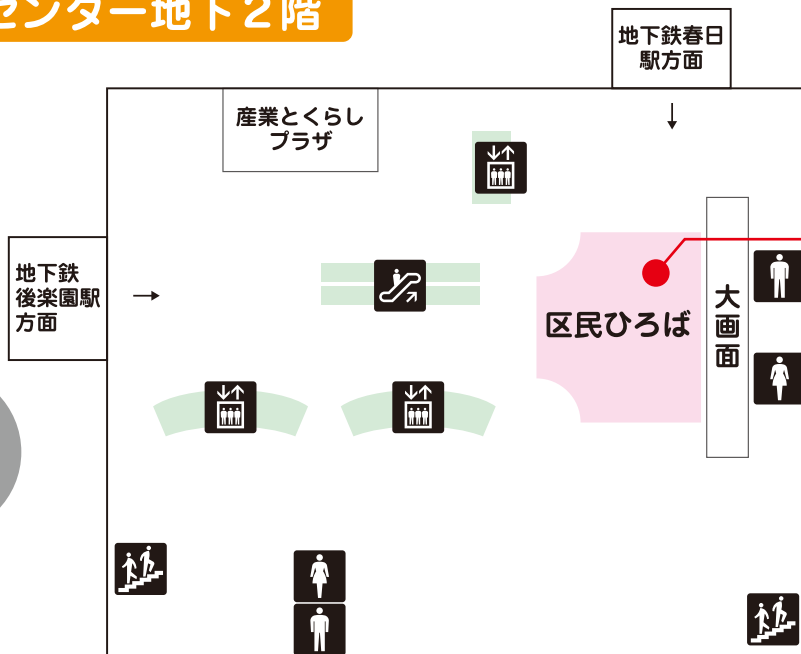 センター地下2階
地下鉄春日
駅方面
産業とくらし
プラザ
地下鉄
後楽園駅
方面
区民ひろば
大画面